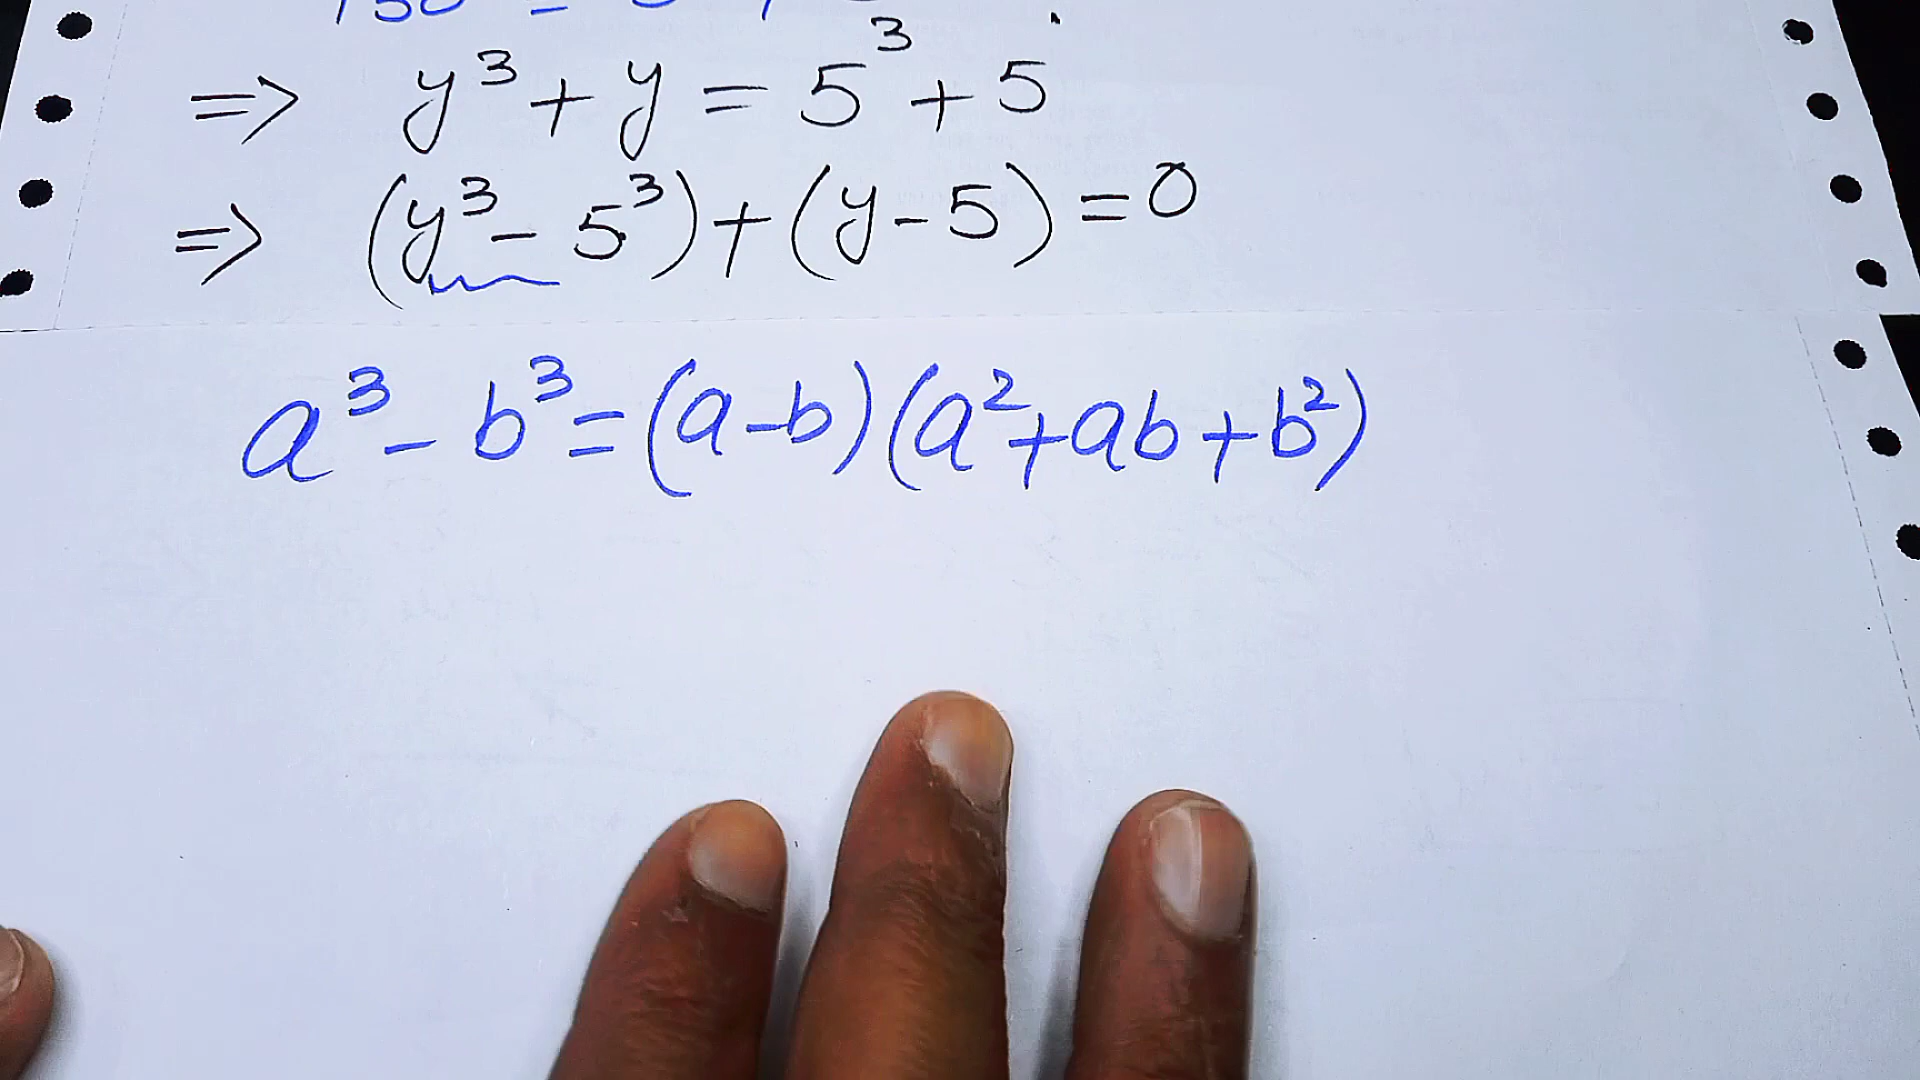 => y³ + y = 5³ + 5
=> (y³ - 5³) + (y - 5) = 0
a³ - b³ = (a - b)(a² + ab + b²)